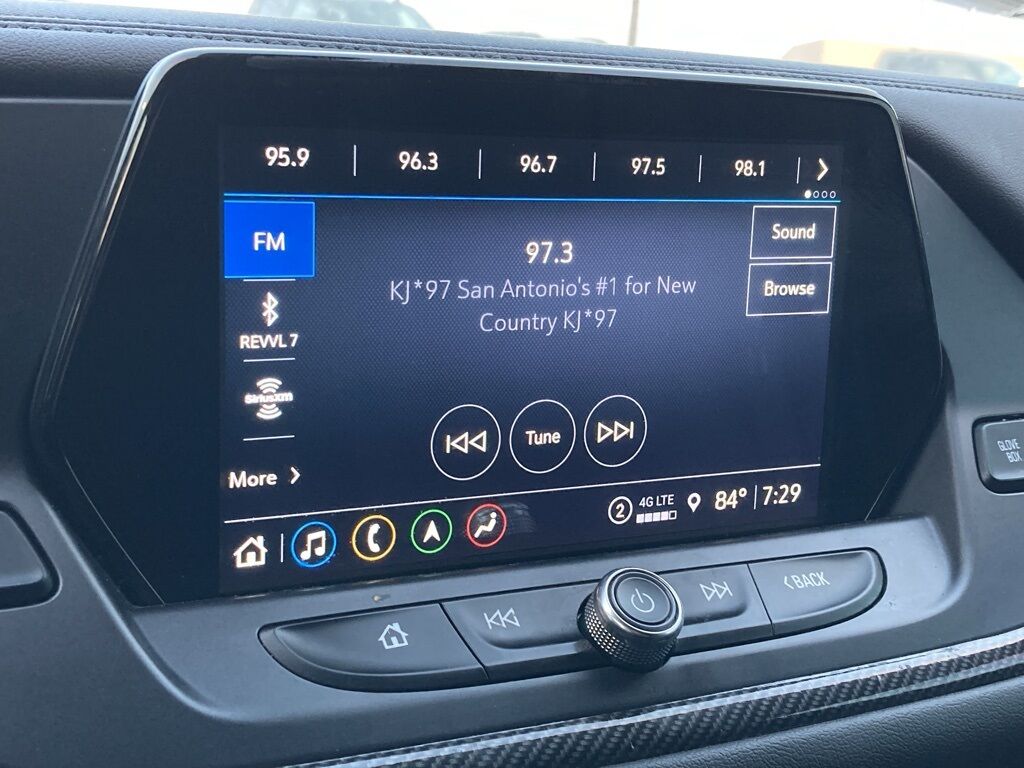 95.9 96.3 96.7 97.5 98.1
FM
97.3
Sound
KJ*97 San Antonio's #1 for New
Country KJ*97
Browse
REVVL 7
SiriusXM
Tune
More
2 4G LTE 84° 7:29
GLOVE
BOX
BACK